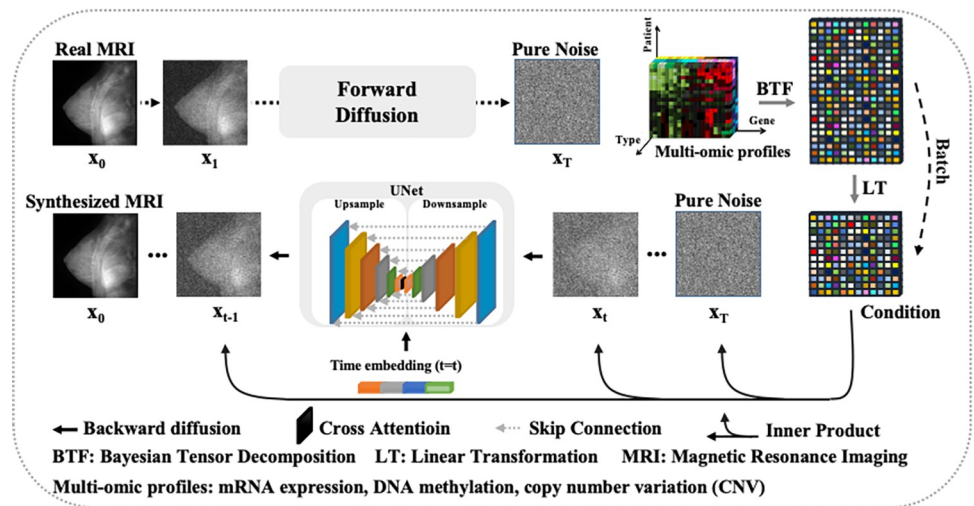 Real MRI
Pure Noise
Forward
Diffusion
x0
x1
xT
Patient
BTF
Gene
Type
Multi-omic profiles
Batch
LT
Synthesized MRI
UNet
Upsample
Downsample
Pure Noise
x0
xt-1
xt
xT
Condition
Time embedding (t=t)
Backward diffusion
Cross Attentioin
Skip Connection
Inner Product
BTF: Bayesian Tensor Decomposition LT: Linear Transformation MRI: Magnetic Resonance Imaging
Multi-omic profiles: mRNA expression, DNA methylation, copy number variation (CNV)